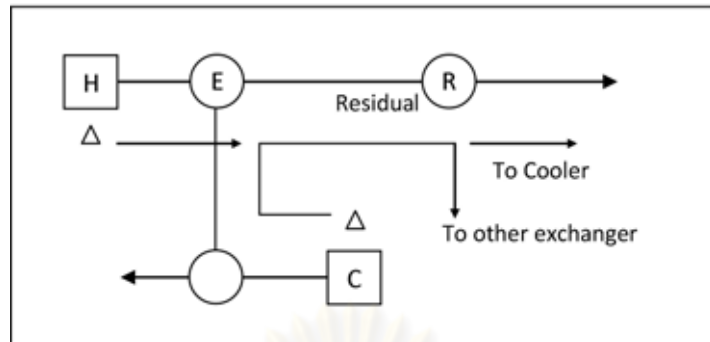 H
E
R
Residual
Δ
To Cooler
Δ
To other exchanger
C